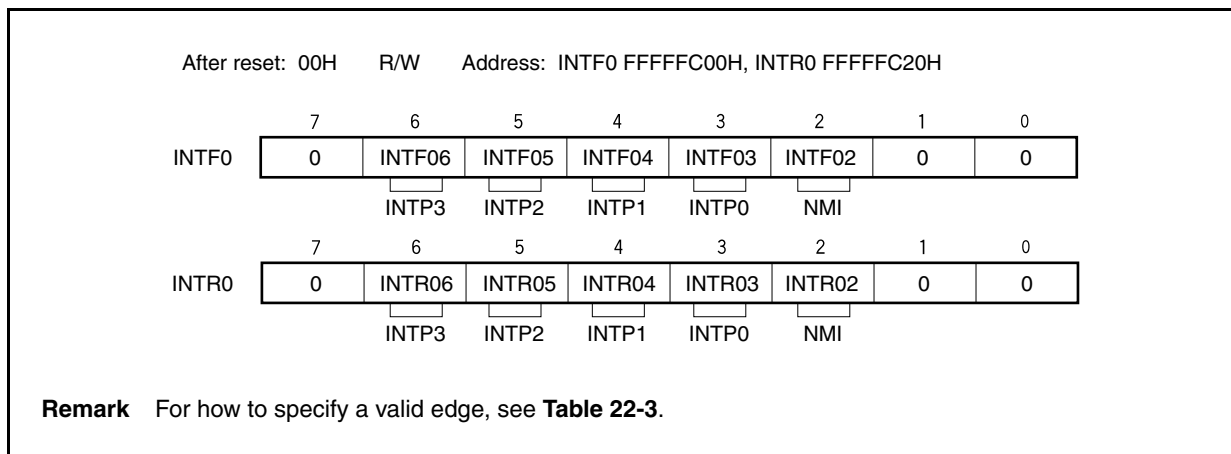 After reset: 00H R/W Address: INTF0 FFFFFC00H, INTR0 FFFFFC20H
7 6 5 4 3 2 1 0
INTF0 0 INTF06 INTF05 INTF04 INTF03 INTF02 0 0
INTP3 INTP2 INTP1 INTP0 NMI
7 6 5 4 3 2 1 0
INTR0 0 INTR06 INTR05 INTR04 INTR03 INTR02 0 0
INTP3 INTP2 INTP1 INTP0 NMI
Remark For how to specify a valid edge, see Table 22-3.